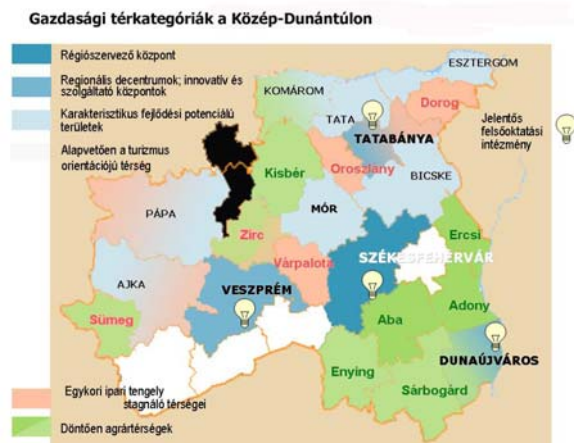 Gazdasági térkategóriák a Közép-Dunántúlon
Régiószervező központ
Regionális decentrumok; innovatív és
szolgáltató központok
Karakterisztikus fejlődési potenciálú
területek
Alapvetően a turizmus
orientációjú térség
ESZTERGOM
KOMÁROM
Dorog
TATA
Jelentős
felsőoktatási
intézmény
TATABÁNYA
Kisbér
Oroszlany
BICSKE
PÁPA
MÓR
Zirc
Ercsi
Várpalota
SZÉKESFEHÉRVÁR
AJKA
VESZPRÉM
Adony
Sümeg
Aba
DUNAÚJVÁROS
Enying
Sárbogárd
Egykori ipari tengely
stagnáló térségei
Döntően agrártérségek